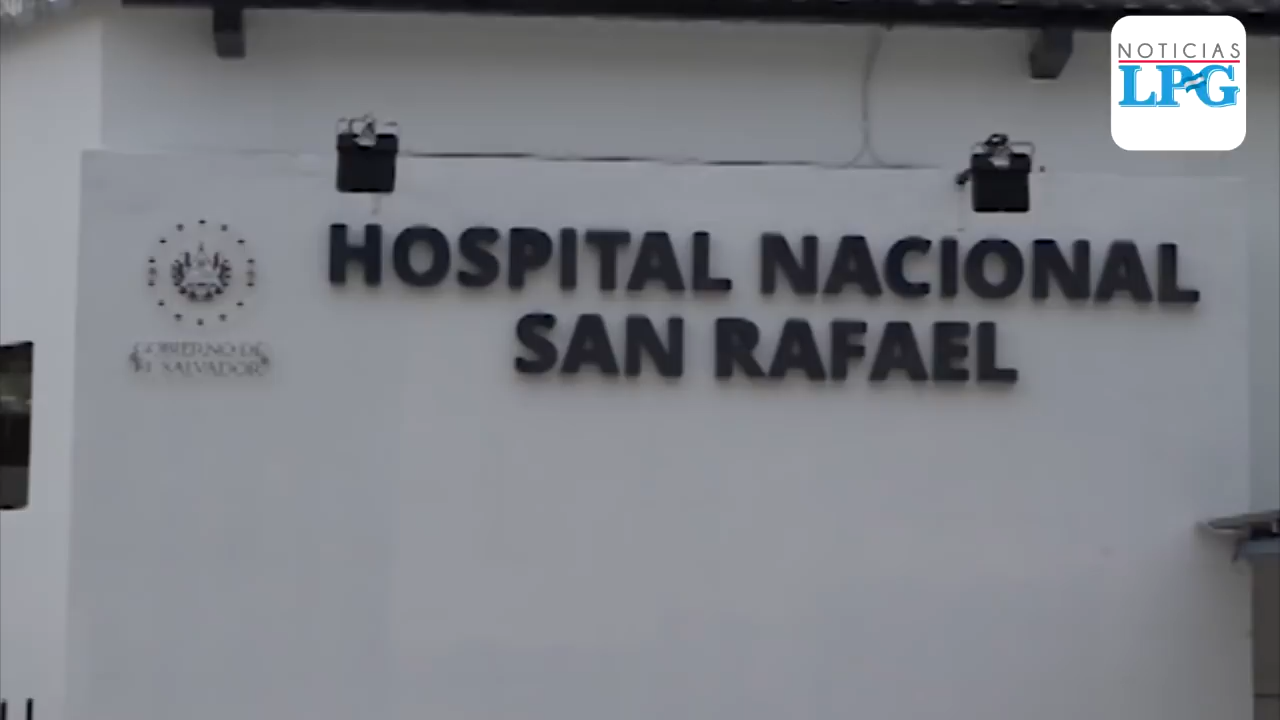 NOTICIAS
LPG
HOSPITAL NACIONAL
SAN RAFAEL
GOBIERNO DE
EL SALVADOR